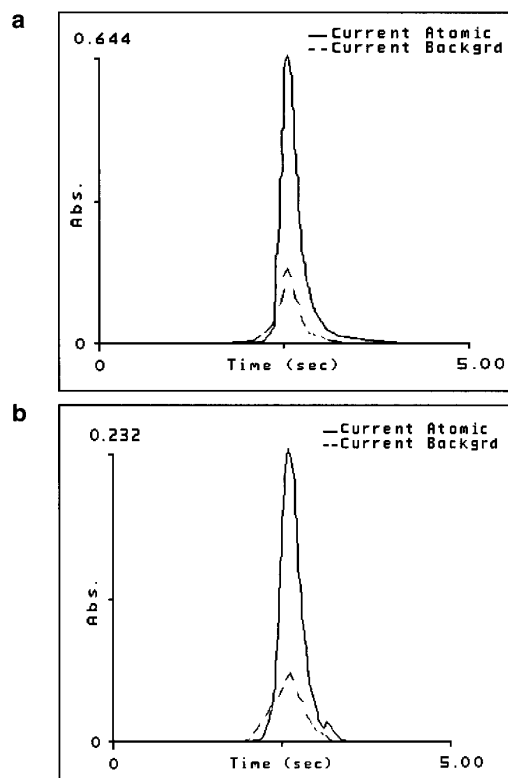 a
0.644
Current Atomic
Current Backgrd
Abs.
0
0
Time (sec)
5.00
b
0.232
Current Atomic
Current Backgrd
Abs.
0
0
Time (sec)
5.00